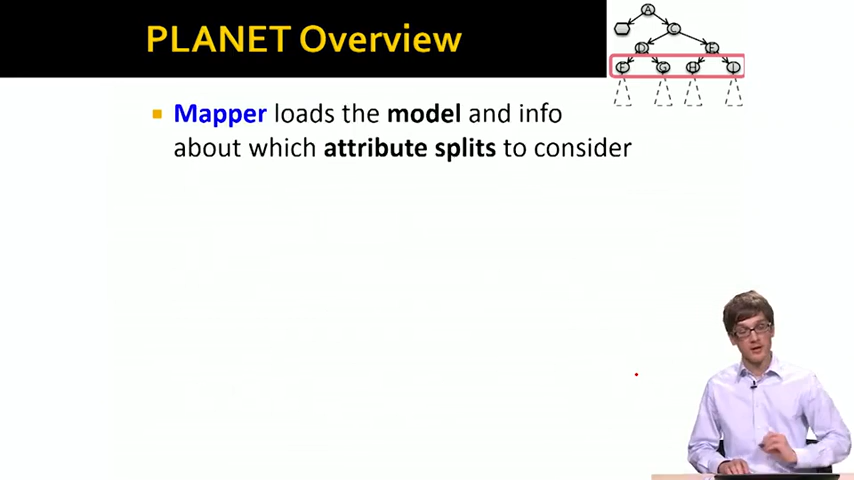 PLANET Overview
A
C
D E
F G H I
Mapper loads the model and info
about which attribute splits to consider